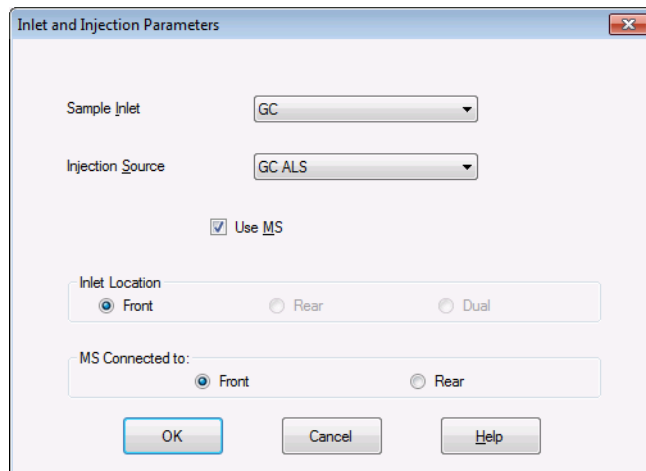 Inlet and Injection Parameters
Sample Inlet
GC
Injection Source
GC ALS
Use MS
Inlet Location
Front Rear Dual
MS Connected to:
Front Rear
OK Cancel Help